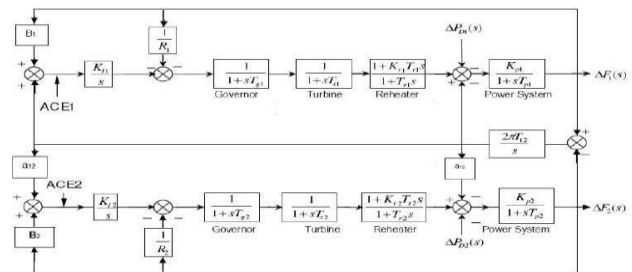 B1
1
R1
ΔPD1(s)
+
+
ACE1
KI1
s
−
−
1
1+sTg1
Governor
1
1+sTt1
Turbine
1+Kr1Tr1s
1+Tr1s
Reheater
+
−
−
Kp1
1+sTp1
Power System
ΔF1(s)
2πT12
s
+
−
a12
ACE2
a12
+
+
KI2
s
−
−
1
1+sTg2
Governor
1
1+sTt2
Turbine
1+Kr2Tr2s
1+Tr2s
Reheater
+
−
−
Kp2
1+sTp2
Power System
ΔF2(s)
B2
1
R2
ΔPD2(s)